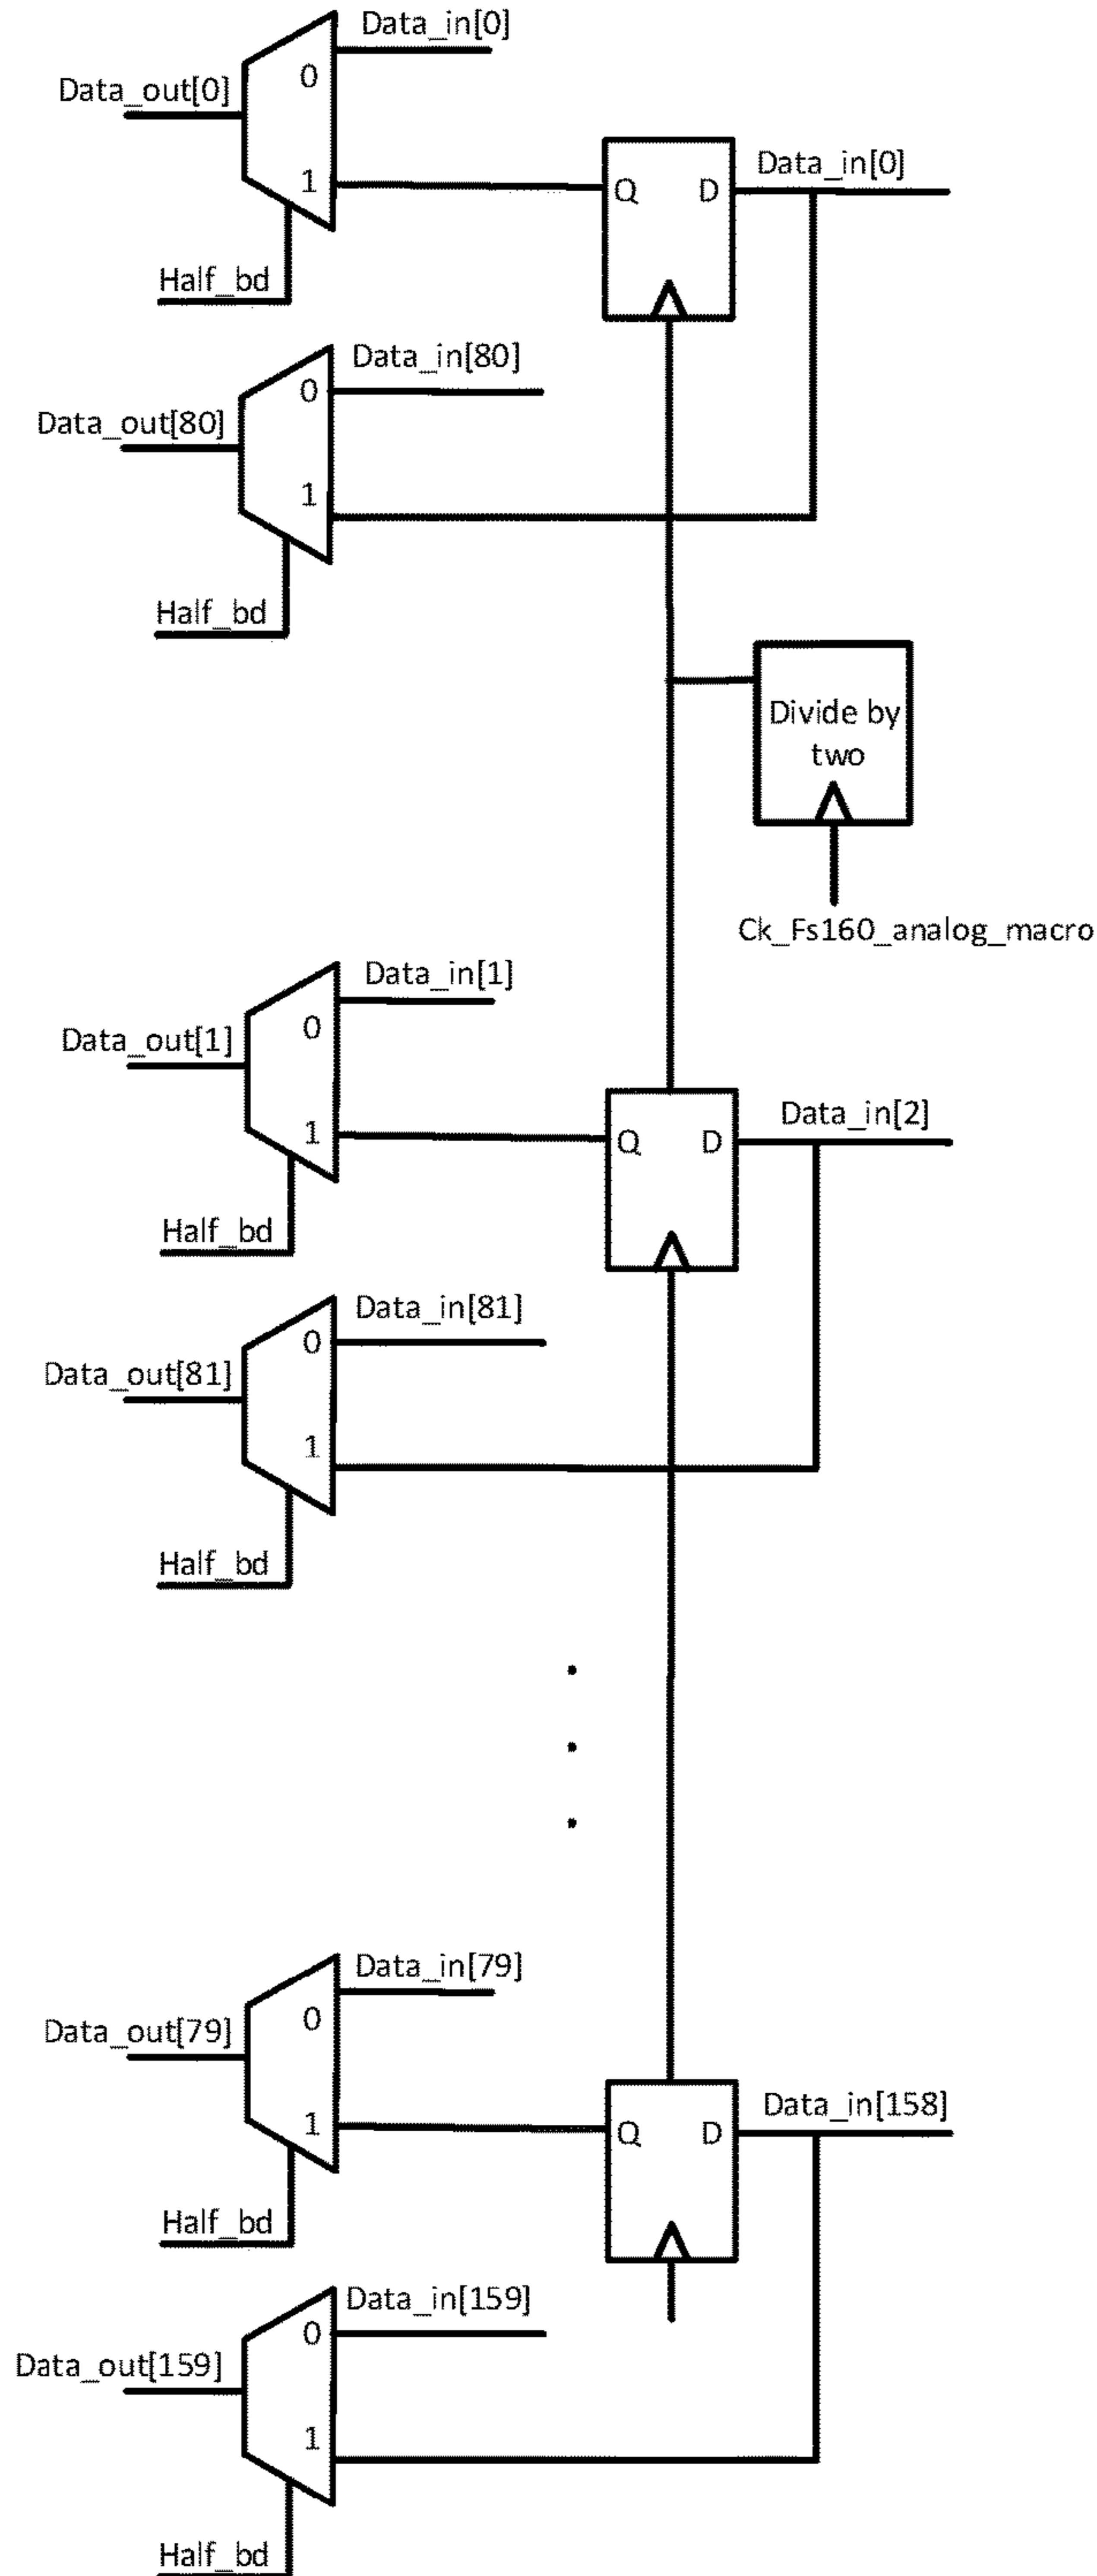 Data_in[0]
0
Data_out[0]
1
Q
D
Data_in[0]
Half_bd
Data_in[80]
0
Data_out[80]
1
Half_bd
Divide by
two
Ck_Fs160_analog_macro
Data_in[1]
0
Data_out[1]
1
Q
D
Data_in[2]
Half_bd
Data_in[81]
0
Data_out[81]
1
Half_bd
Data_in[79]
0
Data_out[79]
1
Q
D
Data_in[158]
Half_bd
Data_in[159]
0
Data_out[159]
1
Half_bd